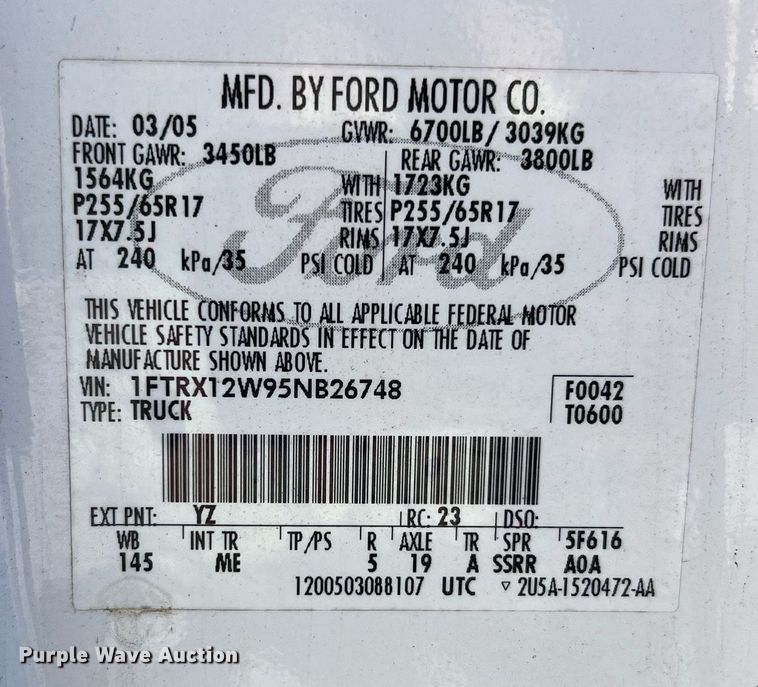 MFD. BY FORD MOTOR CO.
DATE: 03/05 GVWR: 6700LB/ 3039KG
FRONT GAWR: 3450LB REAR GAWR: 3800LB
1564KG WITH 1723KG WITH
P255/65R17 TIRES P255/65R17 TIRES
17X7.5J RIMS 17X7.5J RIMS
AT 240 kPa/35 PSI COLD AT 240 kPa/35 PSI COLD
Ford
THIS VEHICLE CONFORMS TO ALL APPLICABLE FEDERAL MOTOR
VEHICLE SAFETY STANDARDS IN EFFECT ON THE DATE OF
MANUFACTURE SHOWN ABOVE.
VIN: 1FTRX12W95NB26748 F0042
TYPE: TRUCK T0600
EXT PNT: YZ RC: 23 DSO:
WB INT TR TP/PS R AXLE TR SPR 5F616
145 ME 5 19 A SSRR AOA
1200503088107 UTC ▿ 2U5A-1520472-AA
Purple Wave Auction